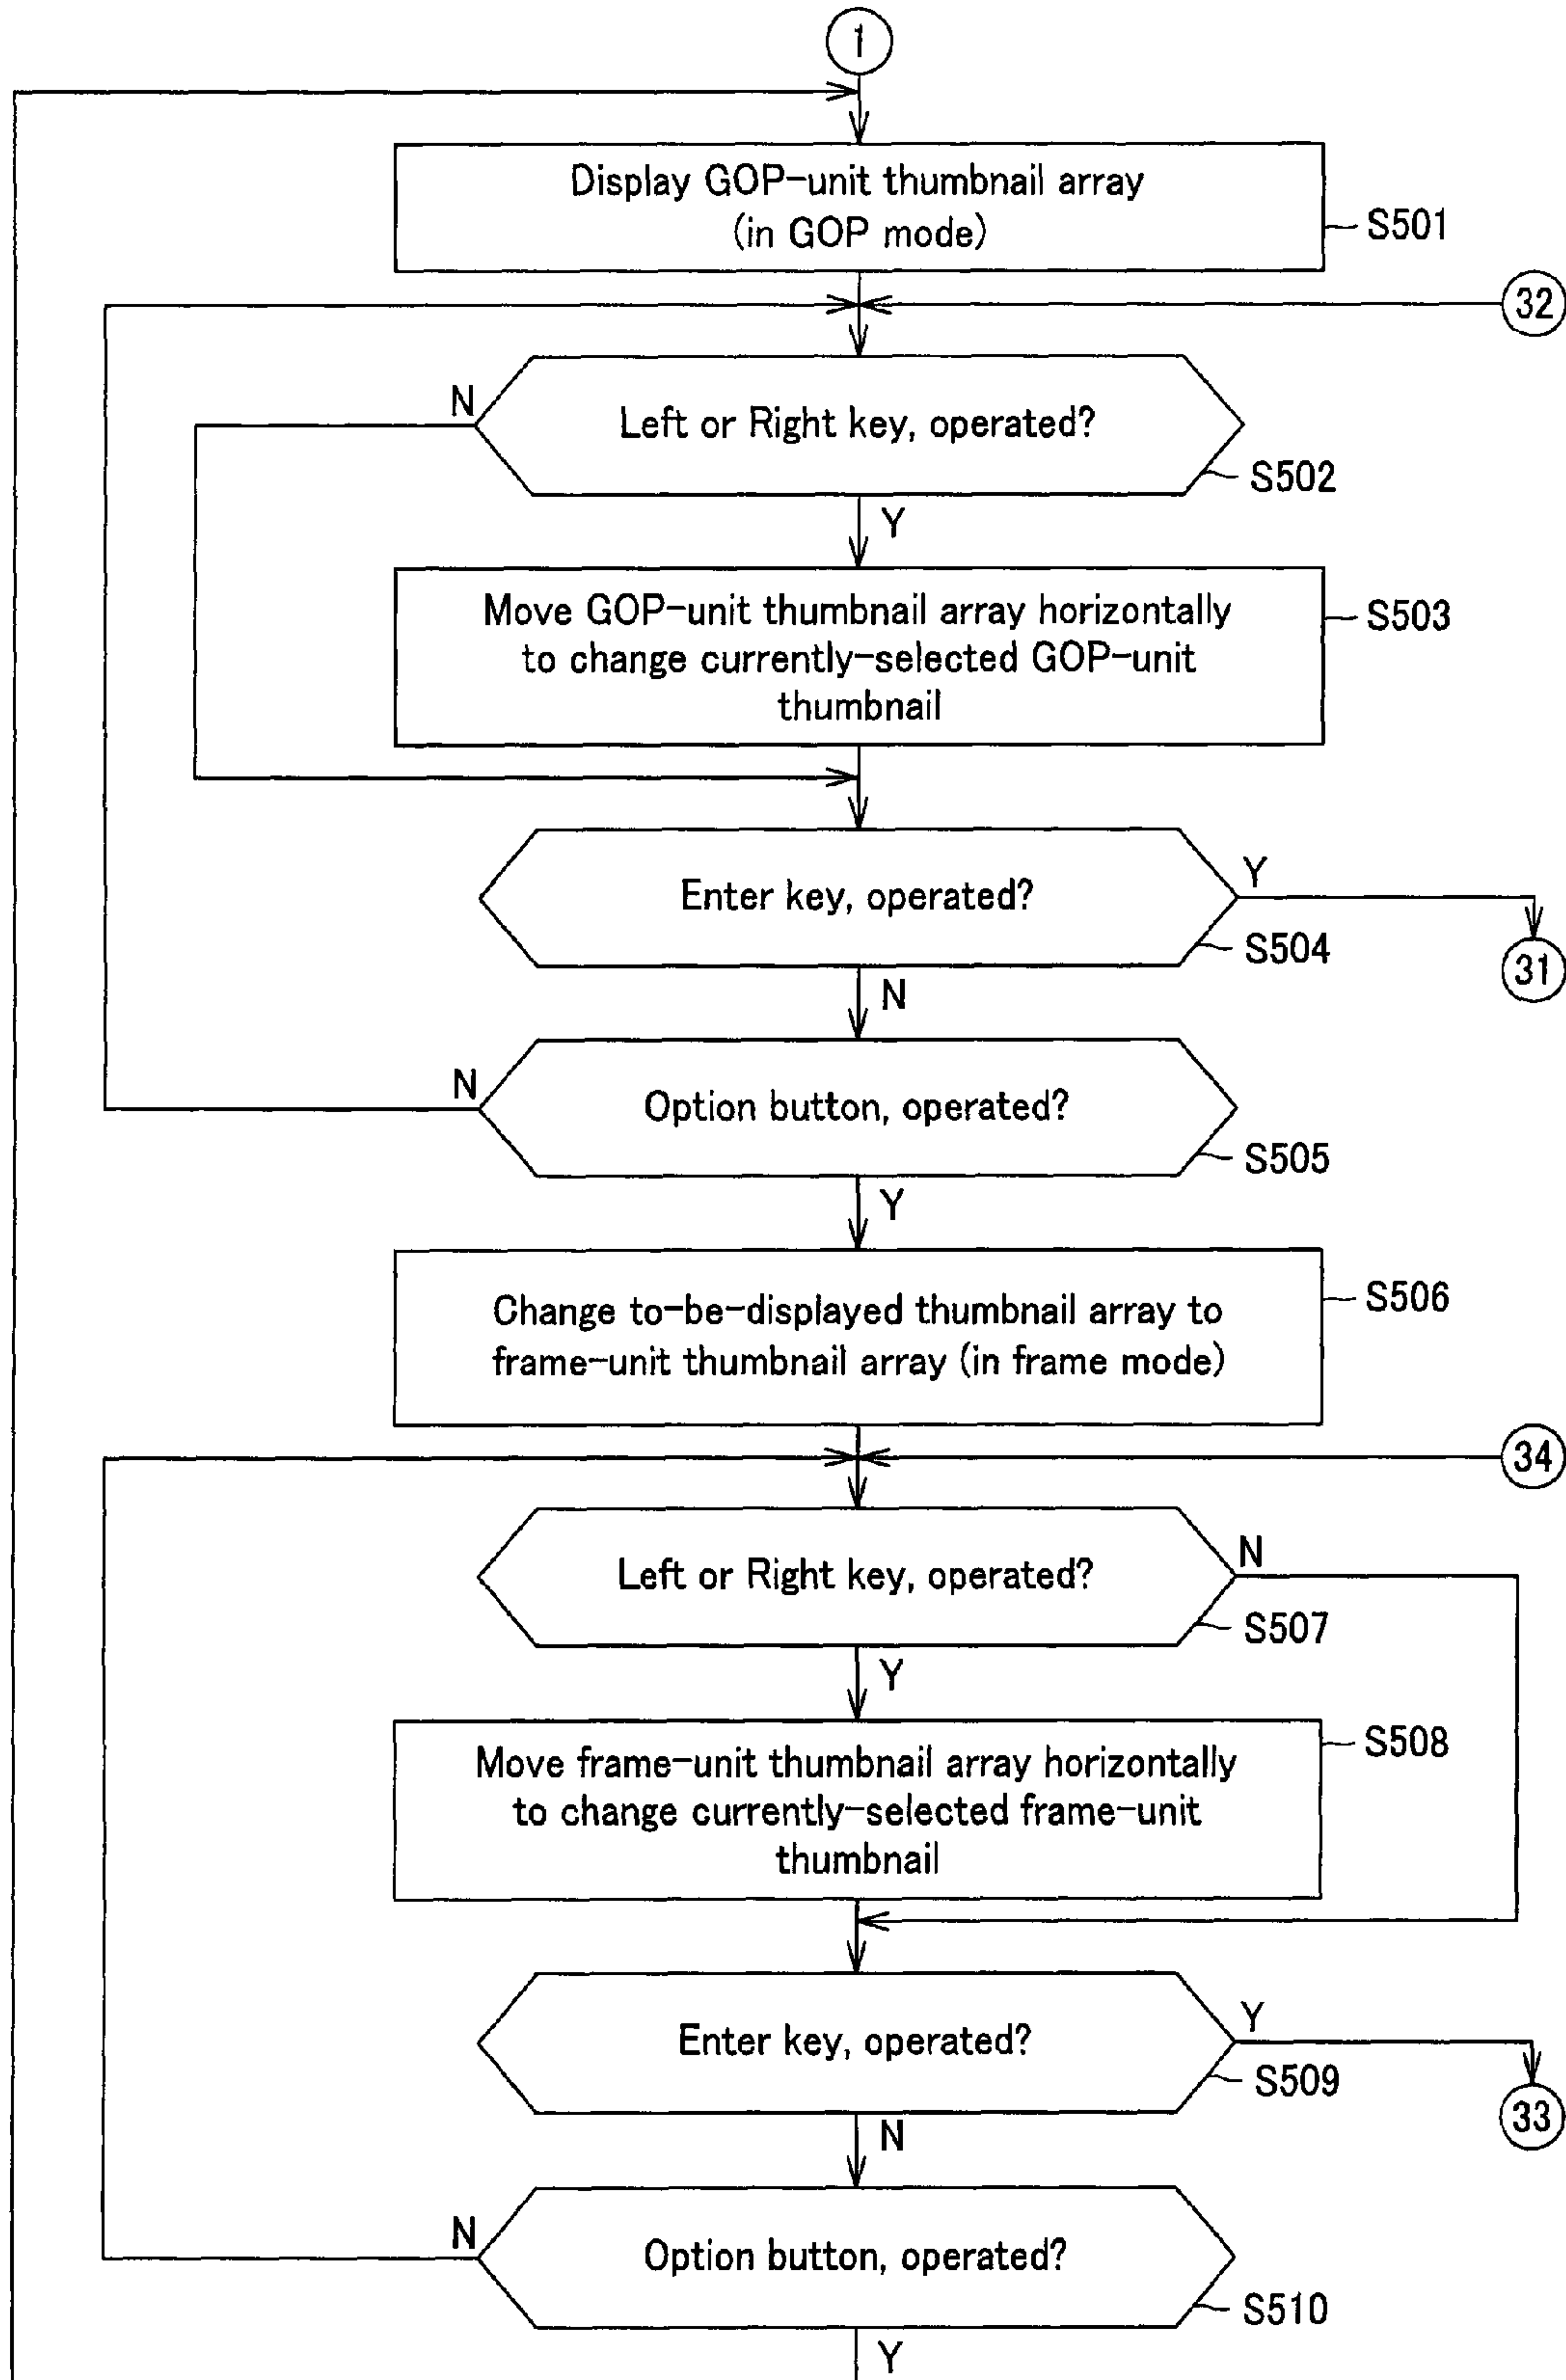 1
Display GOP-unit thumbnail array
(in GOP mode)
S501
32
N
Left or Right key, operated?
S502
Y
Move GOP-unit thumbnail array horizontally
to change currently-selected GOP-unit
thumbnail
S503
Enter key, operated?
Y
S504
31
N
N
Option button, operated?
S505
Y
Change to-be-displayed thumbnail array to
frame-unit thumbnail array (in frame mode)
S506
34
Left or Right key, operated?
N
S507
Y
Move frame-unit thumbnail array horizontally
to change currently-selected frame-unit
thumbnail
S508
Enter key, operated?
Y
S509
33
N
N
Option button, operated?
S510
Y